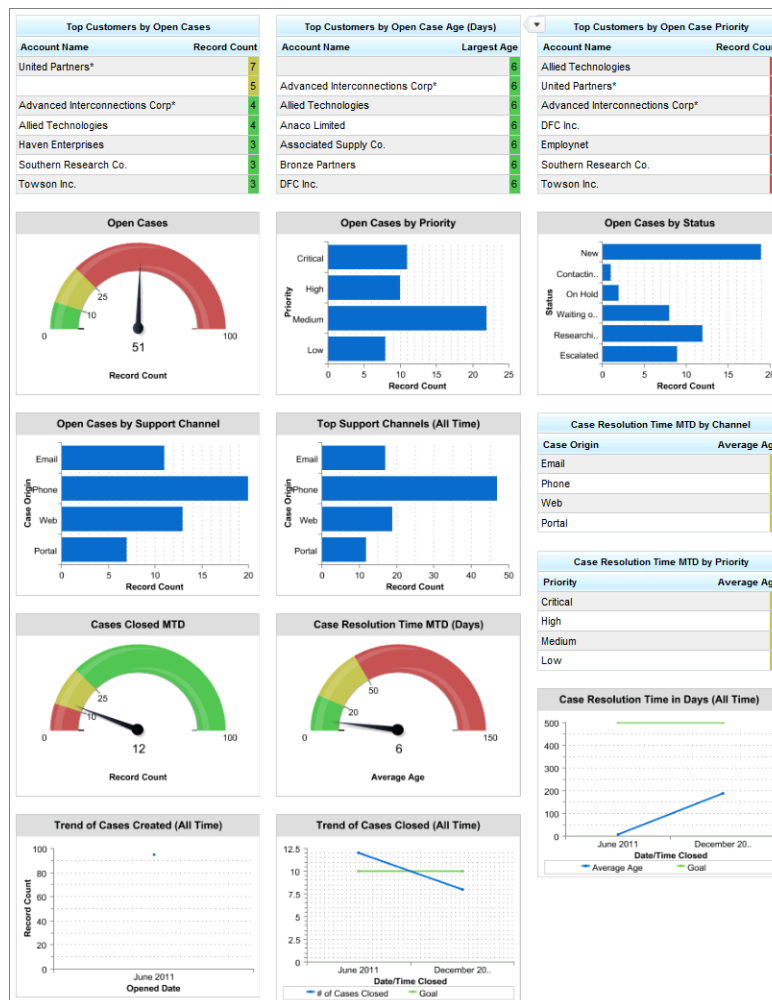 Top Customers by Open Cases
Account Name Record Count
United Partners* 7
5
Advanced Interconnections Corp* 4
Allied Technologies 4
Haven Enterprises 3
Southern Research Co. 3
Towson Inc. 3
Top Customers by Open Case Age (Days)
Account Name Largest Age
6
Advanced Interconnections Corp* 6
Allied Technologies 6
Anaco Limited 6
Associated Supply Co. 6
Bronze Partners 6
DFC Inc. 6
Top Customers by Open Case Priority
Account Name Record Coun
Allied Technologies
United Partners*
Advanced Interconnections Corp*
DFC Inc.
Employnet
Southern Research Co.
Towson Inc.
Open Cases
0 10 25 100
51
Record Count
Open Cases by Priority
Priority
Critical
High
Medium
Low
0 5 10 15 20 25
Record Count
Open Cases by Status
Status
New
Contactin..
On Hold
Waiting o..
Researchi..
Escalated
0 5 10 15 20
Record Count
Open Cases by Support Channel
Case Origin
Email
Phone
Web
Portal
0 5 10 15 20
Record Count
Top Support Channels (All Time)
Case Origin
Email
Phone
Web
Portal
0 10 20 30 40 50
Record Count
Case Resolution Time MTD by Channel
Case Origin Average Ag
Email
Phone
Web
Portal
Case Resolution Time MTD by Priority
Priority Average Ag
Critical
High
Medium
Low
Cases Closed MTD
0 10 25 100
12
Record Count
Case Resolution Time MTD (Days)
0 20 50 150
6
Average Age
Case Resolution Time in Days (All Time)
500
400
300
200
100
0
June 2011 December 20..
Date/Time Closed
Average Age Goal
Trend of Cases Created (All Time)
Record Count
100
80
60
40
20
0
June 2011
Opened Date
Trend of Cases Closed (All Time)
12.5
10
7.5
5
2.5
0
June 2011 December 20..
Date/Time Closed
# of Cases Closed Goal